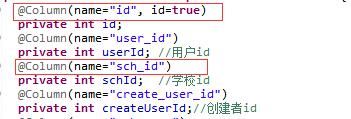 @Column(name="id", id=true)
private int id;
@Column(name="user_id")
private int userId; //用户id
@Column(name="sch_id")
private int schId;  //学校id
@Column(name="create_user_id")
private int createUserId;//创建者id